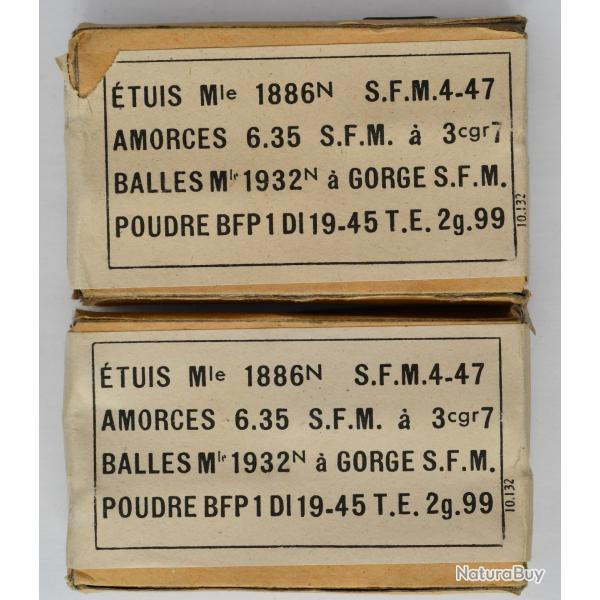 ÉTUIS Mle 1886N S.F.M.4-47
AMORCES 6.35 S.F.M. à 3cgr7
BALLES Mle 1932N à GORGE S.F.M.
POUDRE BFP1 DI 19-45 T.E. 2g.99
10.132
ÉTUIS Mle 1886N S.F.M.4-47
AMORCES 6.35 S.F.M. à 3cgr7
BALLES Mle 1932N à GORGE S.F.M.
POUDRE BFP1 DI 19-45 T.E. 2g.99
10.132
NaturaBuy